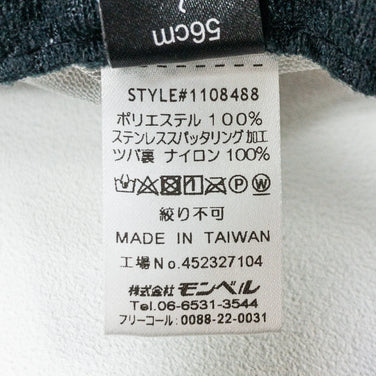 56cm
STYLE#1108488
ポリエステル 100%
ステンレススパッタリング加工
ツバ裏 ナイロン 100%
絞り不可
MADE IN TAIWAN
工場No.452327104
株式会社 モンベル
Tel.06-6531-3544
フリーコール:0088-22-0031